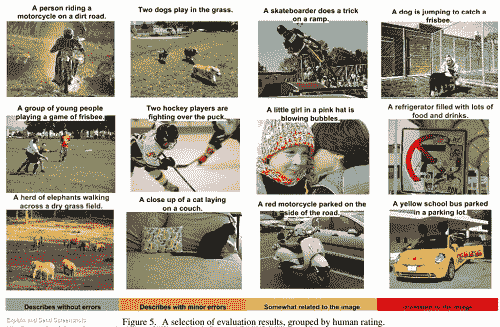 A person riding a
motorcycle on a dirt road.
Two dogs play in the grass.
A skateboarder does a trick
on a ramp.
A dog is jumping to catch a
frisbee.
A group of young people
playing a game of frisbee.
Two hockey players are
fighting over the puck.
A little girl in a pink hat is
blowing bubbles.
A refrigerator filled with lots of
food and drinks.
A herd of elephants walking
across a dry grass field.
A close up of a cat laying
on a couch.
A red motorcycle parked on the
side of the road.
A yellow school bus parked
in a parking lot.
Describes without errors
Describes with minor errors
Somewhat related to the image
Figure 5. A selection of evaluation results, grouped by human rating.